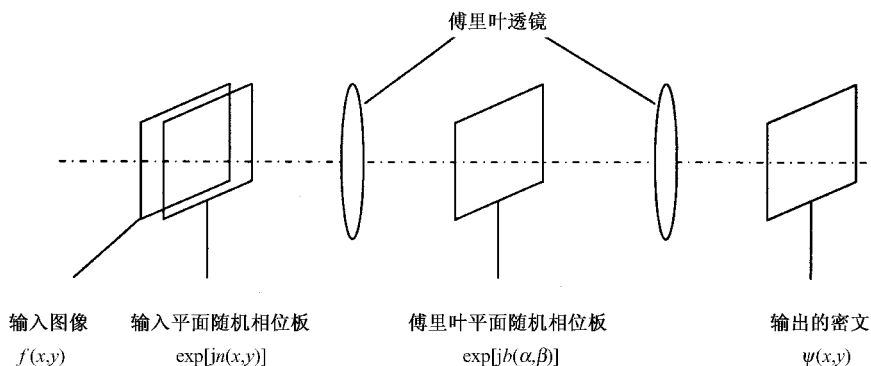 傅里叶透镜
输入图像
f(x,y)
输入平面随机相位板
exp[jn(x,y)]
傅里叶平面随机相位板
exp[jb(α,β)]
输出的密文
ψ(x,y)